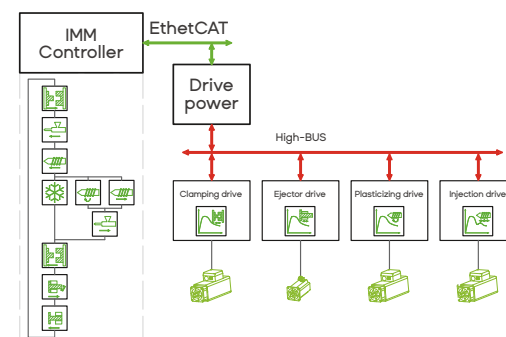 IMM
Controller
EthetCAT
Drive
power
High-BUS
Clamping drive
Ejector drive
Plasticizing drive
Injection drive